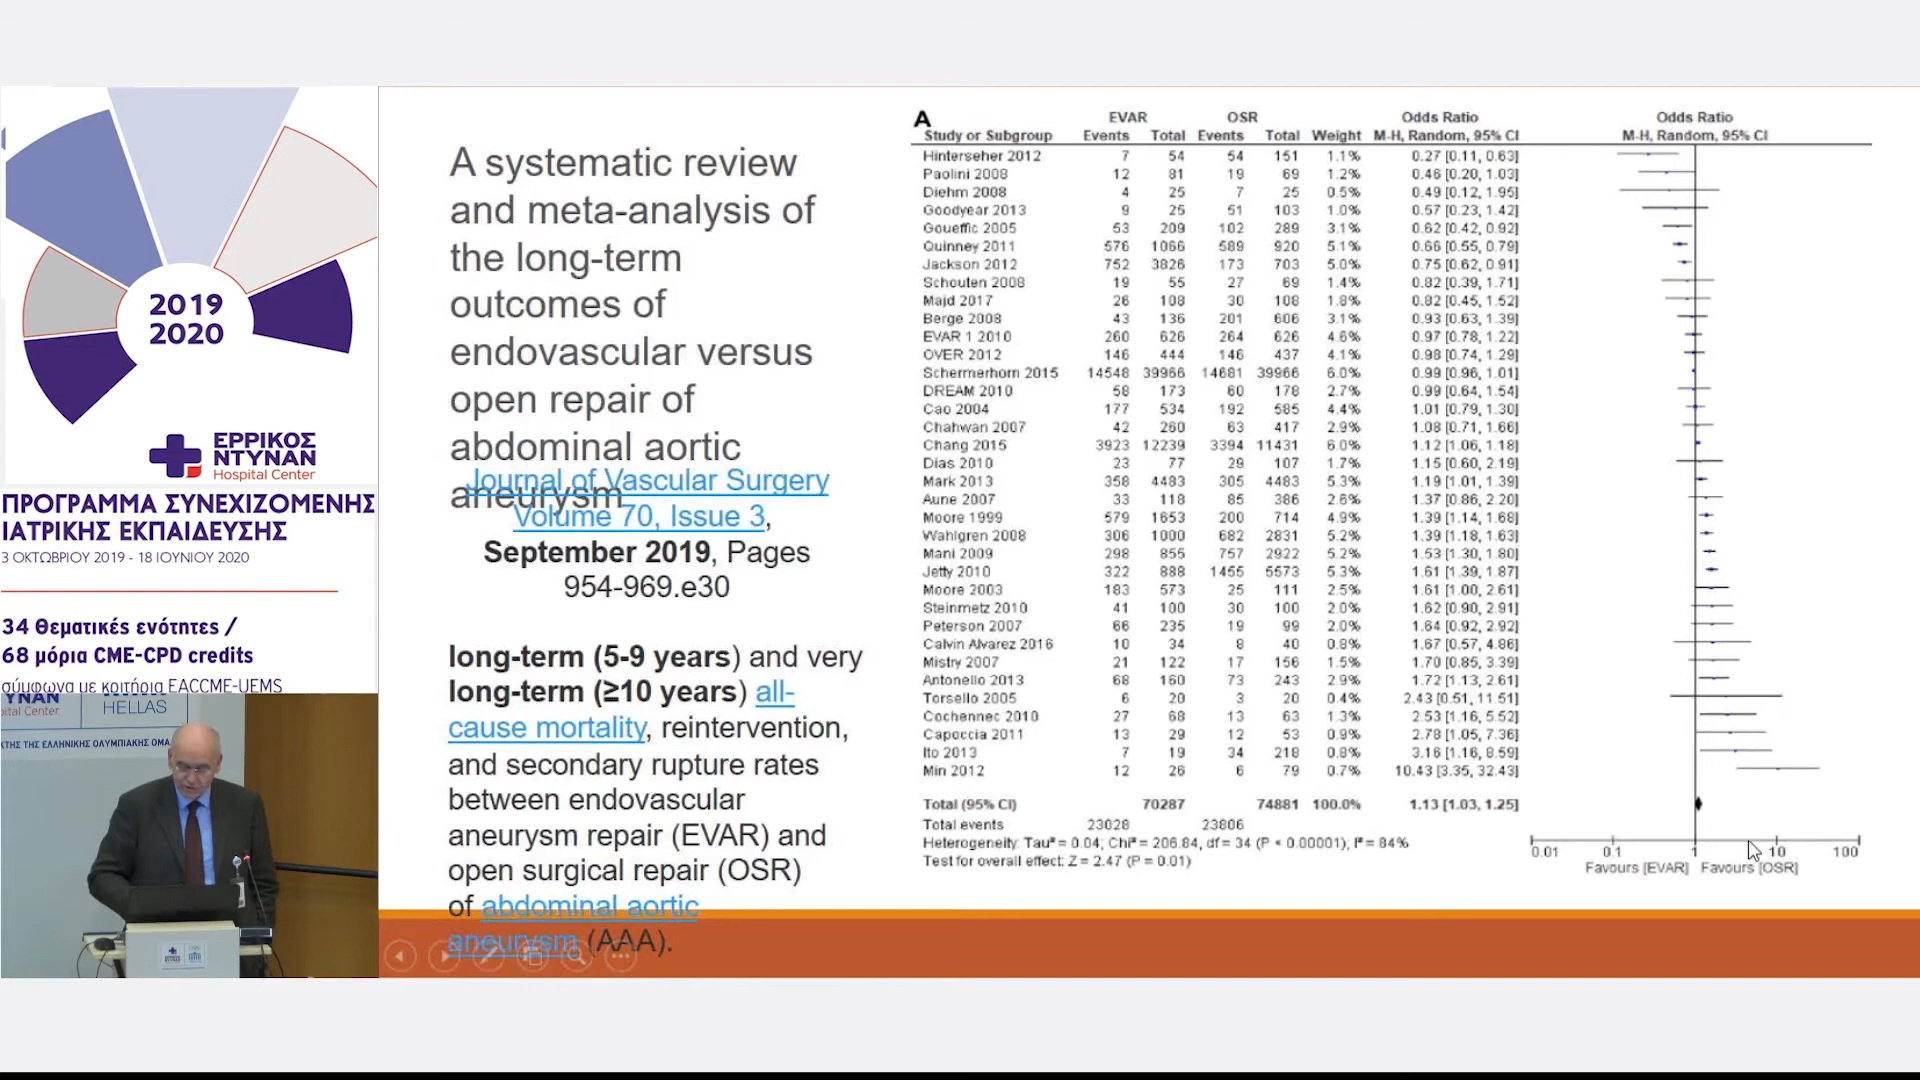 2019
2020
ΕΡΡΙΚΟΣ
ΝΤΥΝΑΝ
Hospital Center
ΠΡΟΓΡΑΜΜΑ ΣΥΝΕΧΙΖΟΜΕΝΗΣ
ΙΑΤΡΙΚΗΣ ΕΚΠΑΙΔΕΥΣΗΣ
3 ΟΚΤΩΒΡΙΟΥ 2019 - 18 ΙΟΥΝΙΟΥ 2020
34 Θεματικές ενότητες /
68 μόρια CME-CPD credits
σύμφωνα με κριτήρια EACCME-UEMS
ΥΝΑΝ
pital Center
HELLAS
ΚΤΗΣ ΤΗΣ ΕΛΛΗΝΙΚΗΣ ΟΛΥΜΠΙΑΚΗΣ ΟΜΑ
A systematic review
and meta-analysis of
the long-term
outcomes of
endovascular versus
open repair of
abdominal aortic
aneurysm
Journal of Vascular Surgery
Volume 70, Issue 3,
September 2019, Pages
954-969.e30
long-term (5-9 years) and very
long-term (≥10 years) all-
cause mortality, reintervention,
and secondary rupture rates
between endovascular
aneurysm repair (EVAR) and
open surgical repair (OSR)
of abdominal aortic
aneurysm (AAA).
A
EVAR OSR Odds Ratio Odds Ratio
Study or Subgroup Events Total Events Total Weight M-H, Random, 95% CI M-H, Random, 95% CI
Hinterseher 2012 7 54 54 151 1.1% 0.27 [0.11, 0.63]
Paolini 2008 12 81 19 69 1.2% 0.46 [0.20, 1.03]
Diehm 2008 4 25 7 25 0.5% 0.49 [0.12, 1.95]
Goodyear 2013 9 25 51 103 1.0% 0.57 [0.23, 1.42]
Goueffic 2005 53 209 102 289 3.1% 0.62 [0.42, 0.92]
Quinney 2011 576 1066 589 920 5.1% 0.66 [0.55, 0.79]
Jackson 2012 752 3826 173 703 5.0% 0.75 [0.62, 0.91]
Schouten 2008 19 55 27 69 1.4% 0.82 [0.39, 1.71]
Majd 2017 26 108 30 108 1.8% 0.82 [0.45, 1.52]
Berge 2008 43 136 201 606 3.1% 0.93 [0.63, 1.39]
EVAR 1 2010 260 626 264 626 4.6% 0.97 [0.78, 1.22]
OVER 2012 146 444 146 437 4.1% 0.98 [0.74, 1.29]
Schermerhorn 2015 14548 39966 14681 39966 6.0% 0.99 [0.96, 1.01]
DREAM 2010 58 173 60 178 2.7% 0.99 [0.64, 1.54]
Cao 2004 177 534 192 585 4.4% 1.01 [0.79, 1.30]
Chahwan 2007 42 260 63 417 2.9% 1.08 [0.71, 1.66]
Chang 2015 3923 12239 3394 11431 6.0% 1.12 [1.06, 1.18]
Dias 2010 23 77 29 107 1.7% 1.15 [0.60, 2.19]
Mark 2013 358 4483 305 4483 5.3% 1.19 [1.01, 1.39]
Aune 2007 33 118 85 386 2.6% 1.37 [0.86, 2.20]
Moore 1999 579 1653 200 714 4.9% 1.39 [1.14, 1.68]
Wahlgren 2008 306 1000 682 2831 5.2% 1.39 [1.18, 1.63]
Mani 2009 298 855 757 2922 5.2% 1.53 [1.30, 1.80]
Jetty 2010 322 888 1455 5573 5.3% 1.61 [1.39, 1.87]
Moore 2003 183 573 25 111 2.5% 1.61 [1.00, 2.61]
Steinmetz 2010 41 100 30 100 2.0% 1.62 [0.90, 2.91]
Peterson 2007 66 235 19 99 2.0% 1.64 [0.92, 2.92]
Calvin Alvarez 2016 10 34 8 40 0.8% 1.67 [0.57, 4.86]
Mistry 2007 21 122 17 156 1.5% 1.70 [0.85, 3.39]
Antonello 2013 68 160 73 243 2.9% 1.72 [1.13, 2.61]
Torsello 2005 6 20 3 20 0.4% 2.43 [0.51, 11.51]
Cochennec 2010 27 68 13 63 1.3% 2.53 [1.16, 5.52]
Capoccia 2011 13 29 12 53 0.9% 2.78 [1.05, 7.36]
Ito 2013 7 19 34 218 0.8% 3.16 [1.16, 8.59]
Min 2012 12 26 6 79 0.7% 10.43 [3.35, 32.43]
Total (95% CI) 70287 74881 100.0% 1.13 [1.03, 1.25]
Total events 23028 23806
Heterogeneity: Tau² = 0.04; Chi² = 206.84, df = 34 (P < 0.00001); I² = 84%
Test for overall effect: Z = 2.47 (P = 0.01)
0.01 0.1 1 10 100
Favours [EVAR] Favours [OSR]